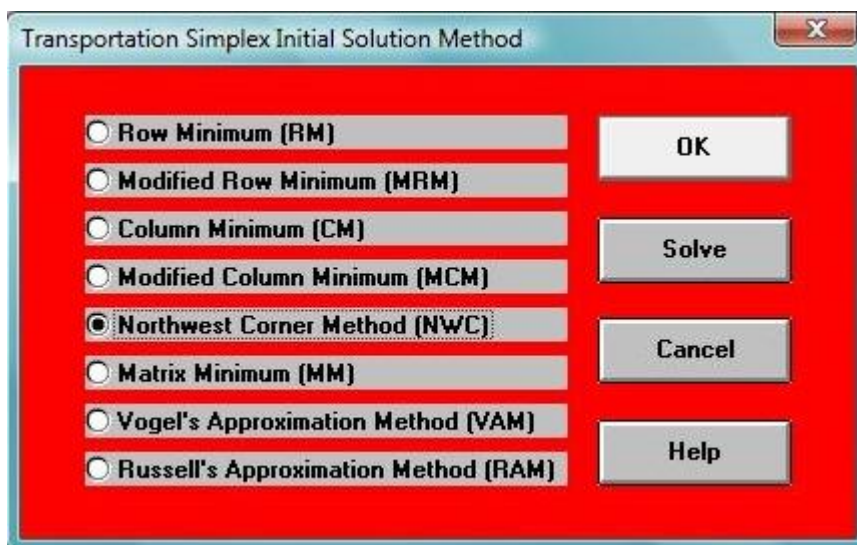 Transportation Simplex Initial Solution Method
Row Minimum (RM)
Modified Row Minimum (MRM)
Column Minimum (CM)
Modified Column Minimum (MCM)
Northwest Corner Method (NWC)
Matrix Minimum (MM)
Vogel's Approximation Method (VAM)
Russell's Approximation Method (RAM)
OK
Solve
Cancel
Help